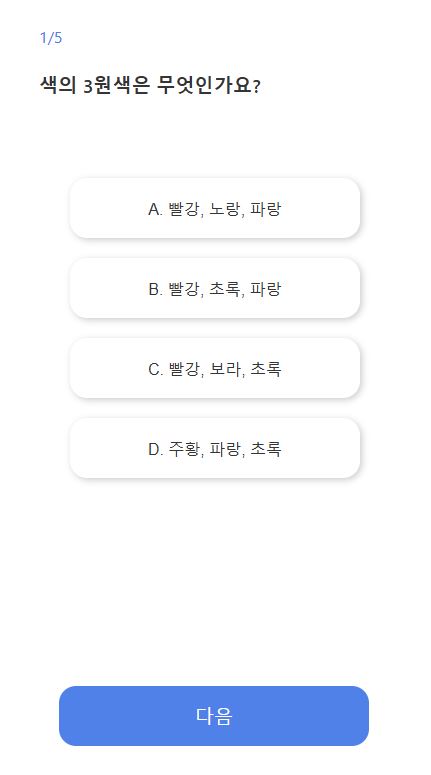 1/5
색의 3원색은 무엇인가요?
A. 빨강, 노랑, 파랑
B. 빨강, 초록, 파랑
C. 빨강, 보라, 초록
D. 주황, 파랑, 초록
다음